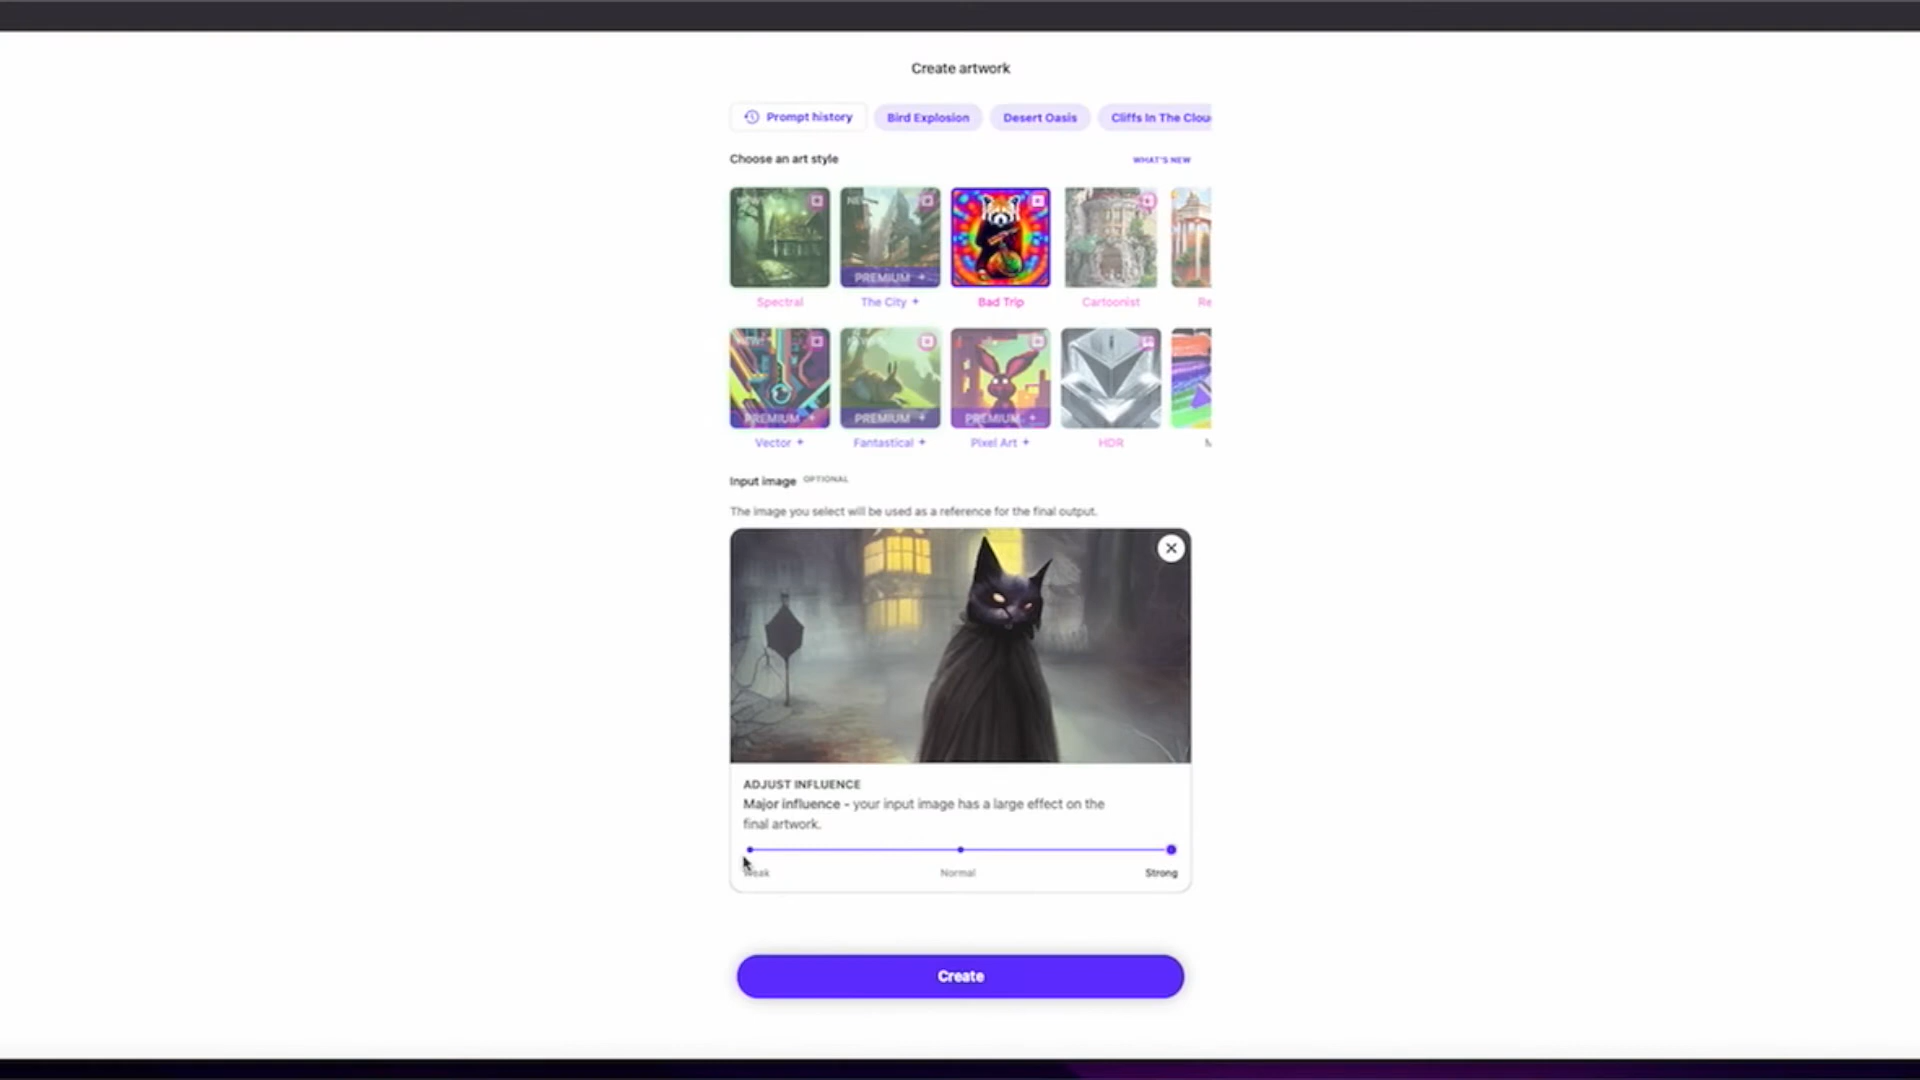 Create artwork
Prompt history
Bird Explosion
Desert Oasis
Cliffs In The Clou
Choose an art style
WHAT'S NEW
PREMIUM +
Spectral
The City +
Bad Trip
Cartoonist
Re
PREMIUM +
PREMIUM +
PREMIUM +
Vector +
Fantastical +
Pixel Art +
HDR
Input image OPTIONAL
The image you select will be used as a reference for the final output.
ADJUST INFLUENCE
Major influence - your input image has a large effect on the
final artwork.
Weak
Normal
Strong
Create